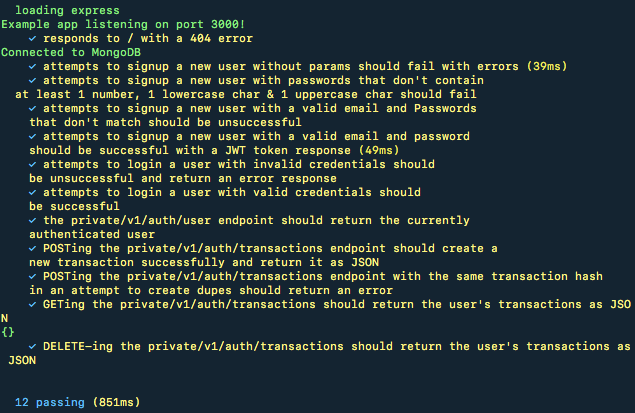 loading express
Example app listening on port 3000!
✓ responds to / with a 404 error
Connected to MongoDB
✓ attempts to signup a new user without params should fail with errors (39ms)
✓ attempts to signup a new user with passwords that don't contain
at least 1 number, 1 lowercase char & 1 uppercase char should fail
✓ attempts to signup a new user with a valid email and Passwords
that don't match should be unsuccessful
✓ attempts to signup a new user with a valid email and password
should be successful with a JWT token response (49ms)
✓ attempts to login a user with invalid credentials should
be unsuccessful and return an error response
✓ attempts to login a user with valid credentials should
be successful
✓ the private/v1/auth/user endpoint should return the currently
authenticated user
✓ POSTing the private/v1/auth/transactions endpoint should create a
new transaction successfully and return it as JSON
✓ POSTing the private/v1/auth/transactions endpoint with the same transaction hash
in an attempt to create dupes should return an error
✓ GETing the private/v1/auth/transactions should return the user's transactions as JSO
N
{}
✓ DELETE-ing the private/v1/auth/transactions should return the user's transactions as
JSON
12 passing (851ms)